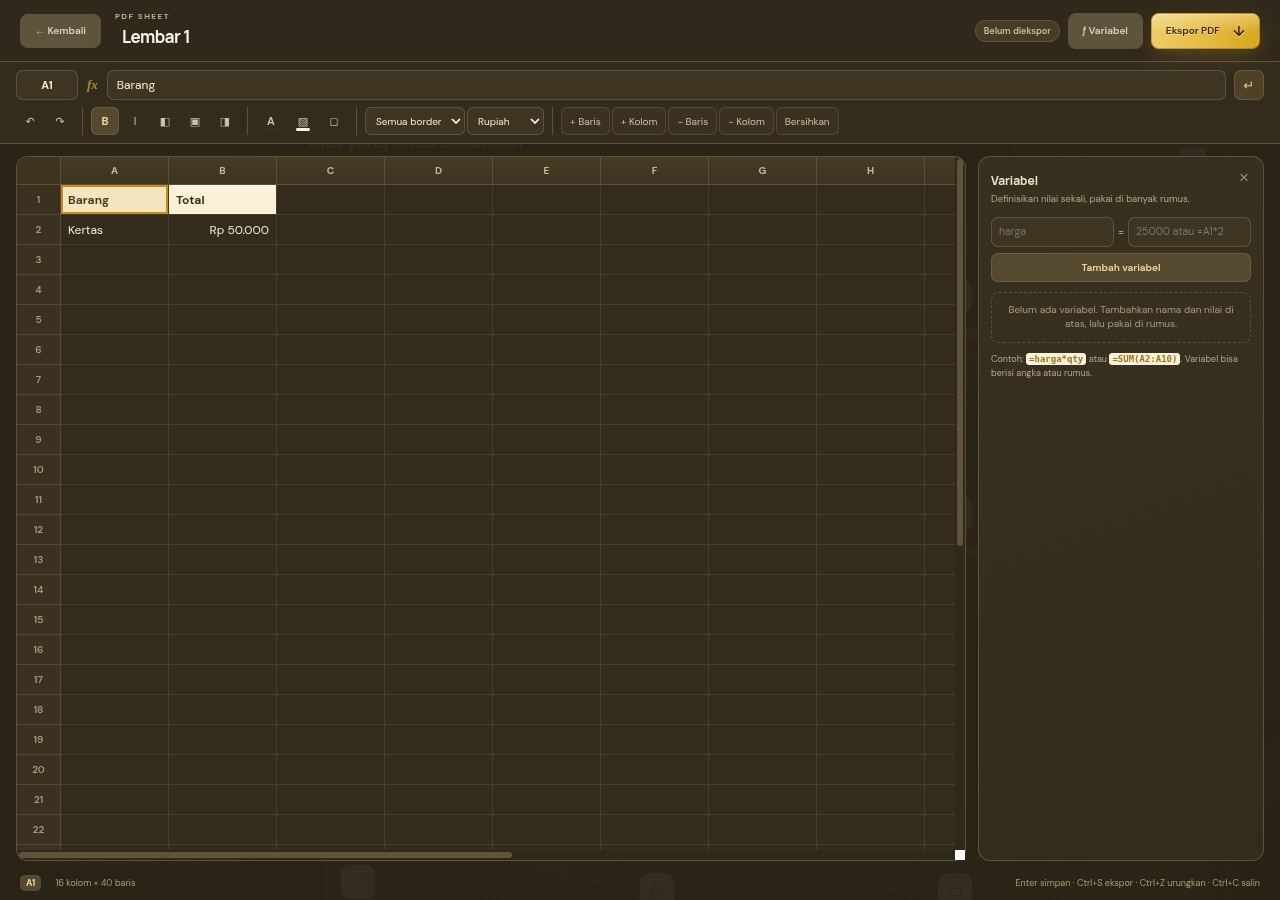 ← Kembali
PDF SHEET
Lembar 1
Belum diekspor
ƒ Variabel
Ekspor PDF ↓
A1
fx
Barang
↵
↶ ↷ B I A Semua border Rupiah + Baris + Kolom − Baris − Kolom Bersihkan
A B C D E F G H
1 Barang Total
2 Kertas Rp 50.000
3
4
5
6
7
8
9
10
11
12
13
14
15
16
17
18
19
20
21
22
Variabel ×
Definisikan nilai sekali, pakai di banyak rumus.
harga = 25000 atau =A1*2
Tambah variabel
Belum ada variabel. Tambahkan nama dan nilai di
atas, lalu pakai di rumus.
Contoh: =harga*qty atau =SUM(A2:A10). Variabel bisa
berisi angka atau rumus.
A1 16 kolom × 40 baris
Enter simpan · Ctrl+S ekspor · Ctrl+Z urungkan · Ctrl+C salin